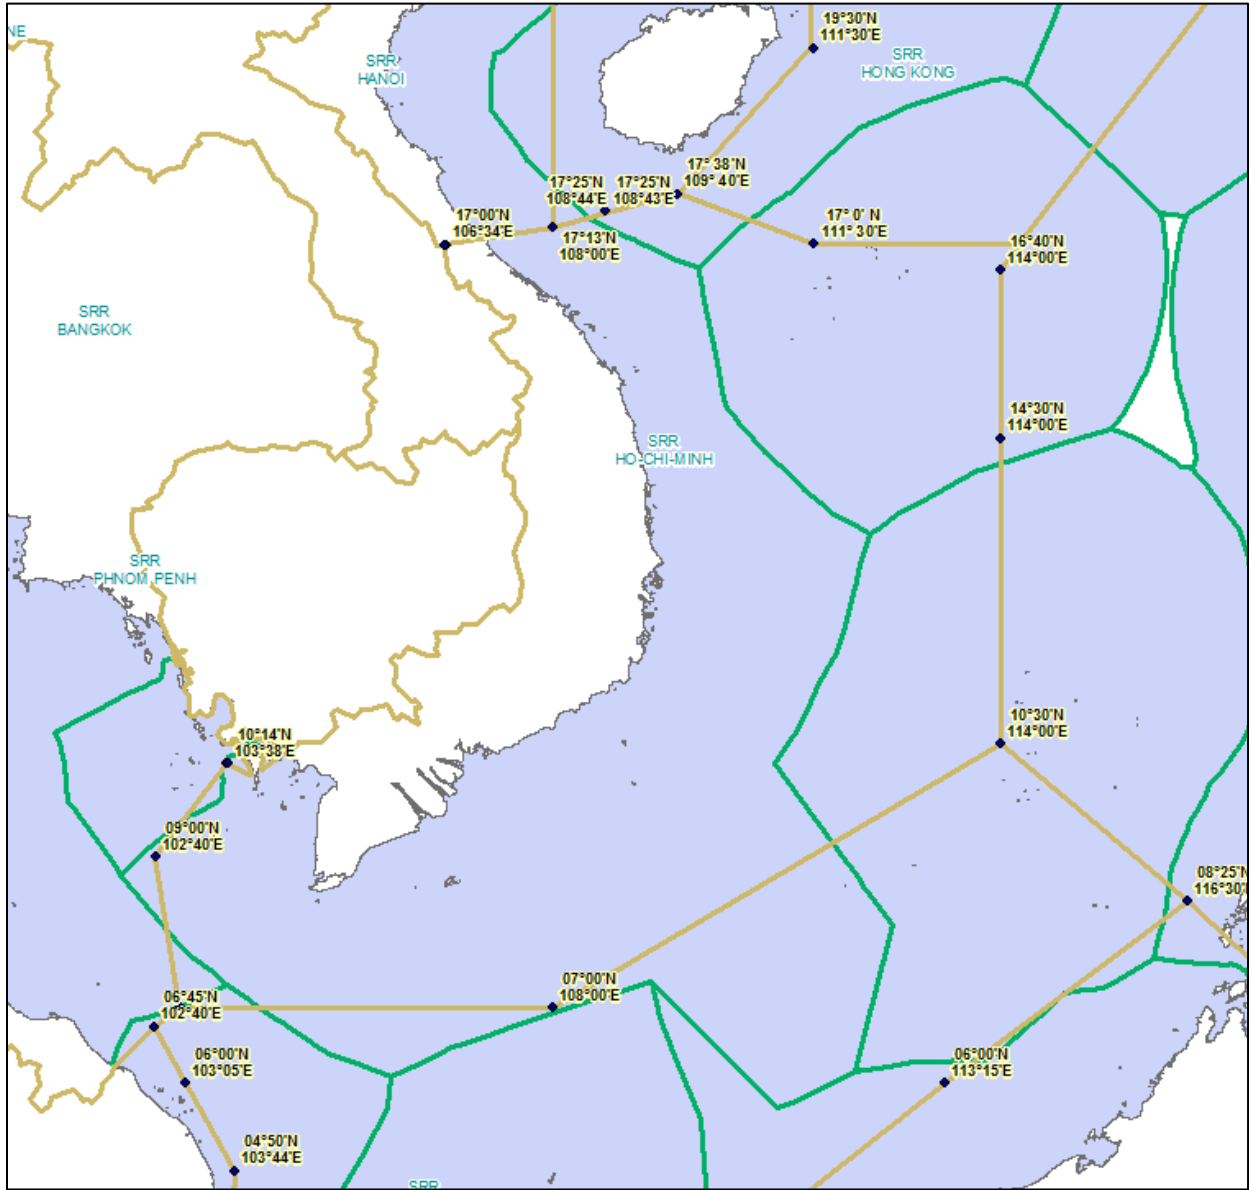 19°30'N
111°30'E
NE
SRR
HANOI
SRR
HONG KONG
17°38'N
109°40'E
17°25'N
108°44'E
17°25'N
108°43'E
17°00'N
106°34'E
17°13'N
108°00'E
17°0' N
111°30'E
16°40'N
114°00'E
SRR
BANGKOK
14°30'N
114°00'E
SRR
HO-CHI-MINH
SRR
PHNOM PENH
10°14'N
103°38'E
10°30'N
114°00'E
09°00'N
102°40'E
08°25'N
116°30'E
06°45'N
102°40'E
07°00'N
108°00'E
06°00'N
103°05'E
06°00'N
113°15'E
04°50'N
103°44'E
SRR